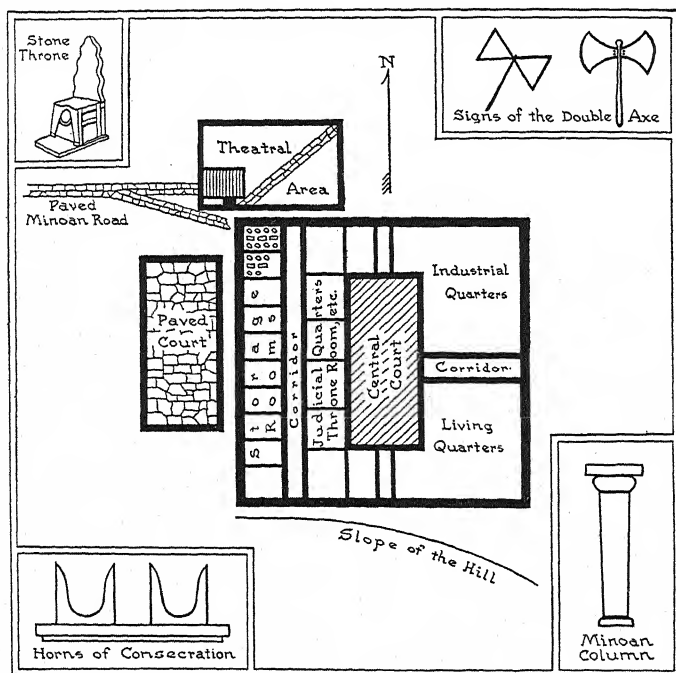 Stone
Throne
N
Signs of the Double Axe
Theatral
Area
Paved
Minoan Road
Paved
Court
Storage
Rooms
Corridor
Judicial Quarters
Throne Room, etc.
Central
Court
Industrial
Quarters
Corridor
Living
Quarters
Slope of the Hill
Horns of Consecration
Minoan
Column